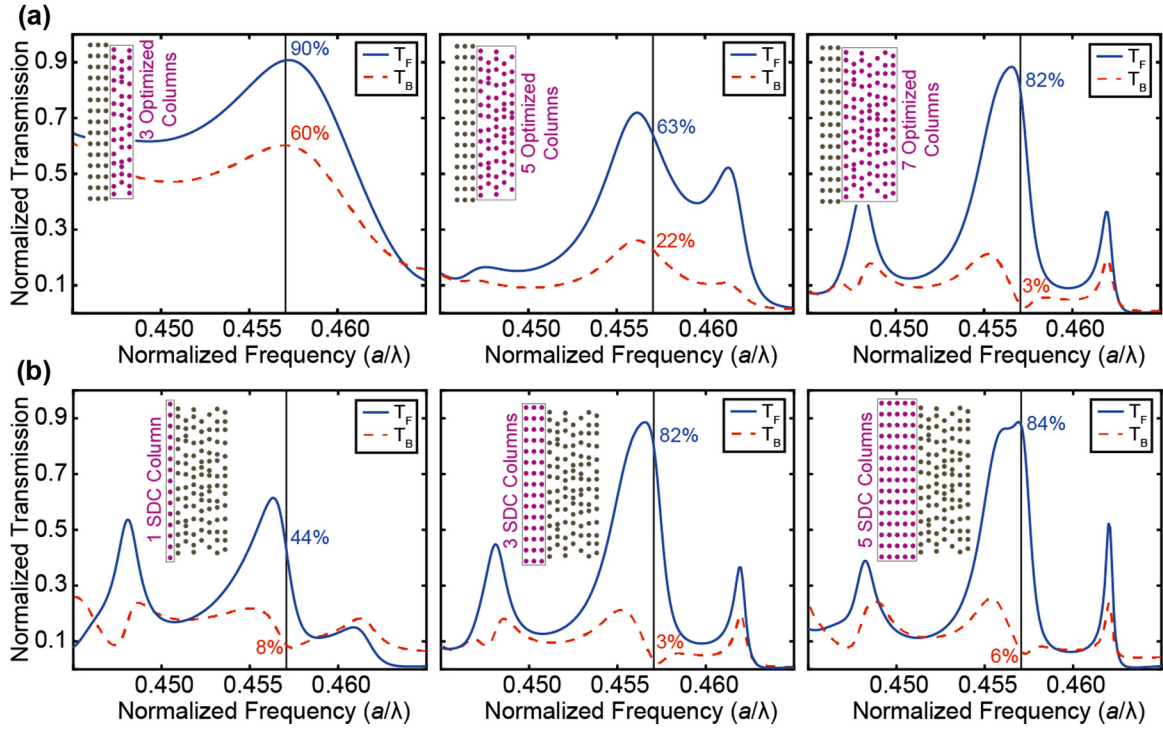 (a)
Normalized Transmission
0.9
0.7
0.5
0.3
0.1
3 Optimized
Columns
90%
60%
T_F
T_B
0.450
0.455
0.460
Normalized Frequency (a/λ)
5 Optimized
Columns
63%
22%
T_F
T_B
0.450
0.455
0.460
Normalized Frequency (a/λ)
7 Optimized
Columns
82%
3%
T_F
T_B
0.450
0.455
0.460
Normalized Frequency (a/λ)
(b)
Normalized Transmission
0.9
0.7
0.5
0.3
0.1
1 SDC Column
44%
8%
T_F
T_B
0.450
0.455
0.460
Normalized Frequency (a/λ)
3 SDC Columns
82%
3%
T_F
T_B
0.450
0.455
0.460
Normalized Frequency (a/λ)
5 SDC Columns
84%
6%
T_F
T_B
0.450
0.455
0.460
Normalized Frequency (a/λ)